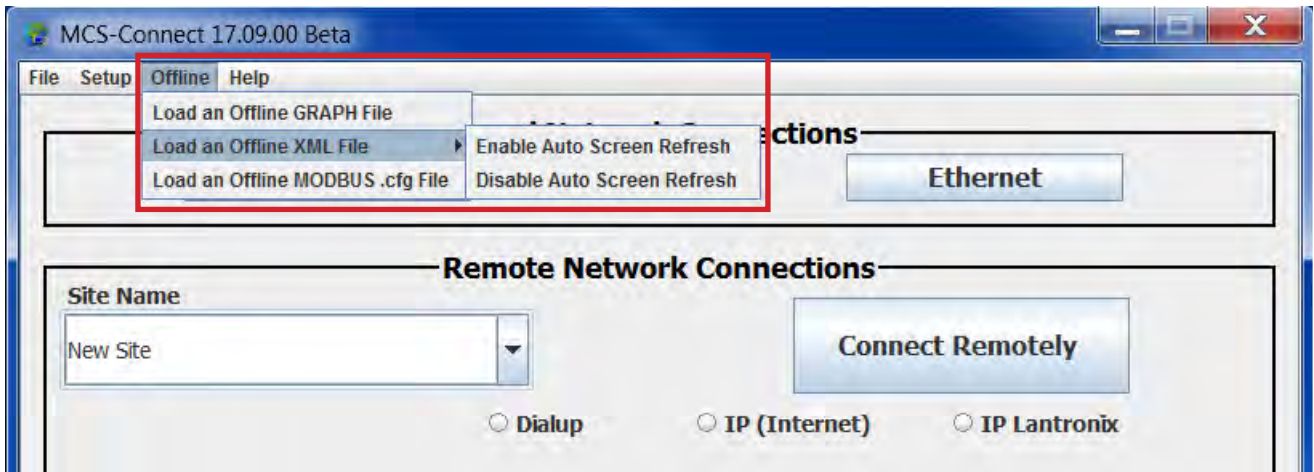 MCS-Connect 17.09.00 Beta
File Setup Offline Help
Load an Offline GRAPH File
Load an Offline XML File
Load an Offline MODBUS .cfg File
Enable Auto Screen Refresh
Disable Auto Screen Refresh
Ethernet
Remote Network Connections
Site Name
New Site
Connect Remotely
Dialup
IP (Internet)
IP Lantronix